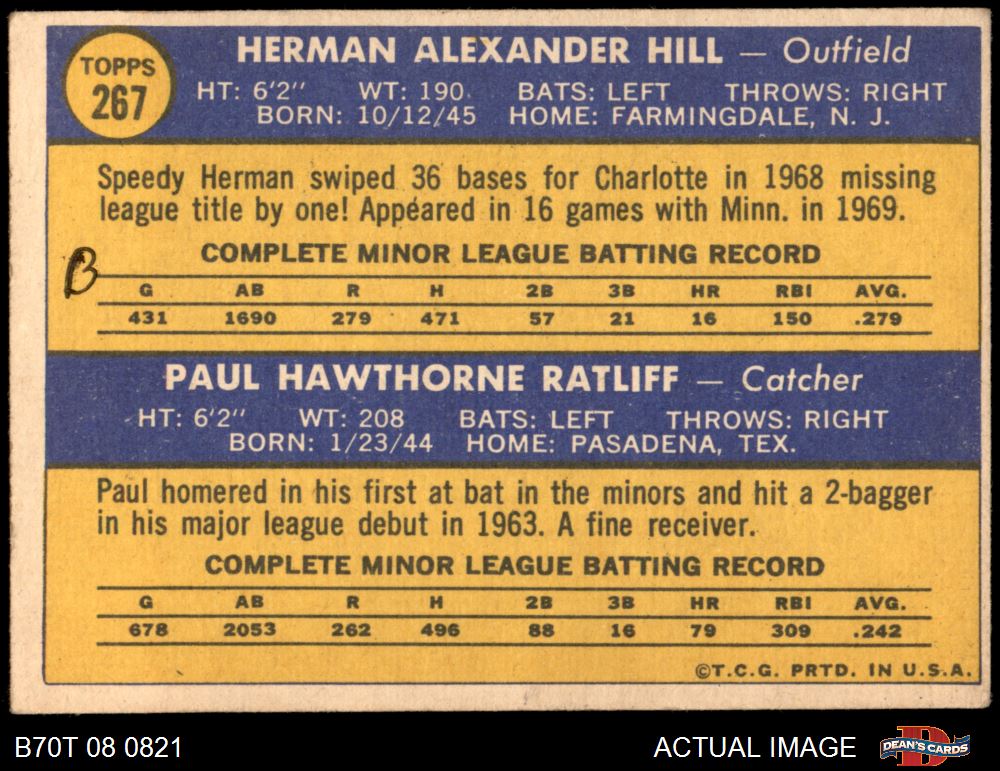 TOPPS
267
HERMAN ALEXANDER HILL — Outfield
HT: 6'2" WT: 190 BATS: LEFT THROWS: RIGHT
BORN: 10/12/45 HOME: FARMINGDALE, N. J.
Speedy Herman swiped 36 bases for Charlotte in 1968 missing
league title by one! Appeared in 16 games with Minn. in 1969.
COMPLETE MINOR LEAGUE BATTING RECORD
B
G AB R H 2B 3B HR RBI AVG.
431 1690 279 471 57 21 16 150 .279
PAUL HAWTHORNE RATLIFF — Catcher
HT: 6'2" WT: 208 BATS: LEFT THROWS: RIGHT
BORN: 1/23/44 HOME: PASADENA, TEX.
Paul homered in his first at bat in the minors and hit a 2-bagger
in his major league debut in 1963. A fine receiver.
COMPLETE MINOR LEAGUE BATTING RECORD
G AB R H 2B 3B HR RBI AVG.
678 2053 262 496 88 16 79 309 .242
©T.C.G. PRTD. IN U.S.A.
B70T 08 0821
ACTUAL IMAGE
DEAN'S CARDS